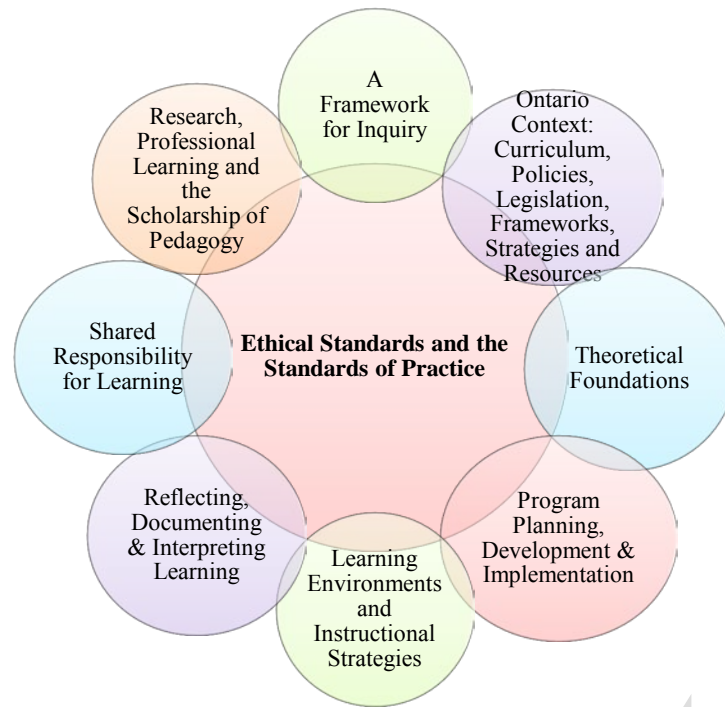 A
Framework
for Inquiry
Ontario
Context:
Curriculum,
Policies,
Legislation,
Frameworks,
Strategies and
Resources
Theoretical
Foundations
Program
Planning,
Development &
Implementation
Learning
Environments
and
Instructional
Strategies
Reflecting,
Documenting
& Interpreting
Learning
Shared
Responsibility
for Learning
Research,
Professional
Learning and
the
Scholarship of
Pedagogy
Ethical Standards and the
Standards of Practice